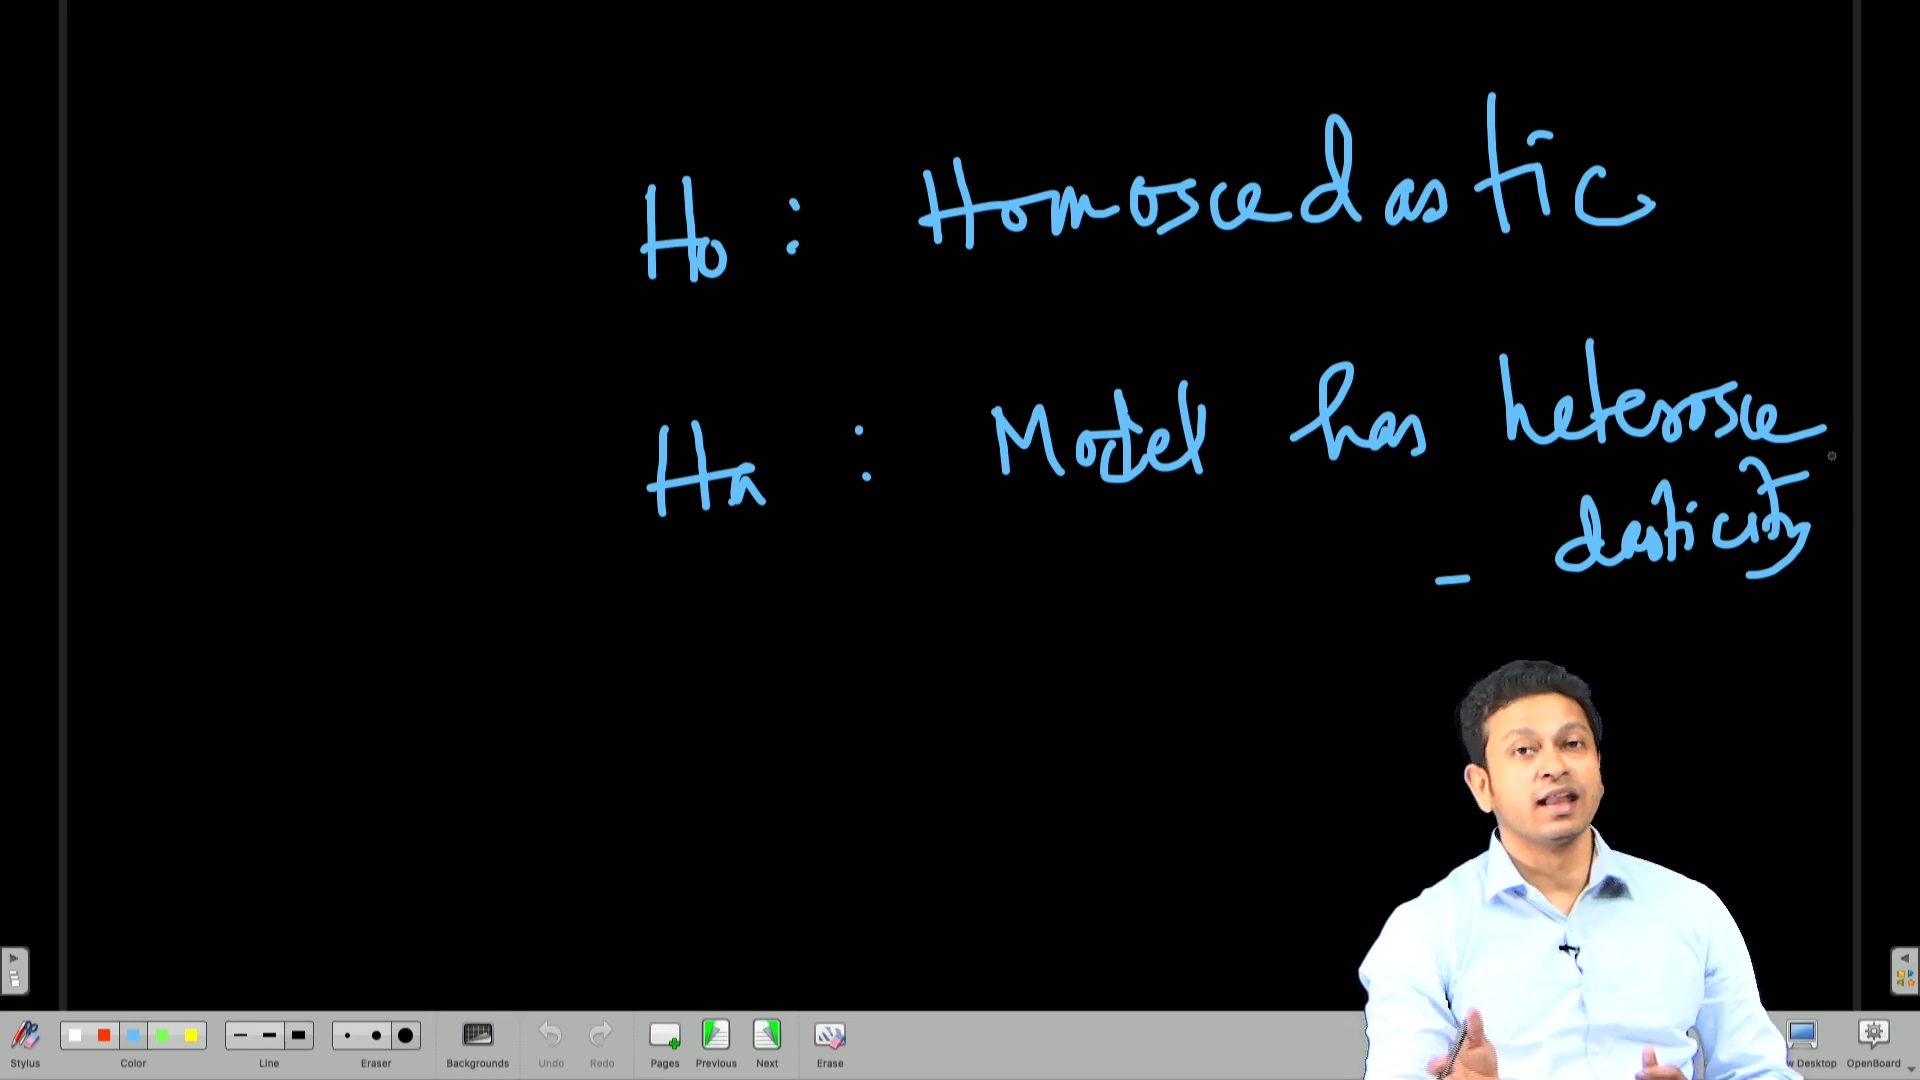 Ho : Homoscedastic
Ha : Model has heterosce
- dasticity
Stylus Color Line Eraser Backgrounds Undo Redo Pages Previous Next Erase w Desktop OpenBoard